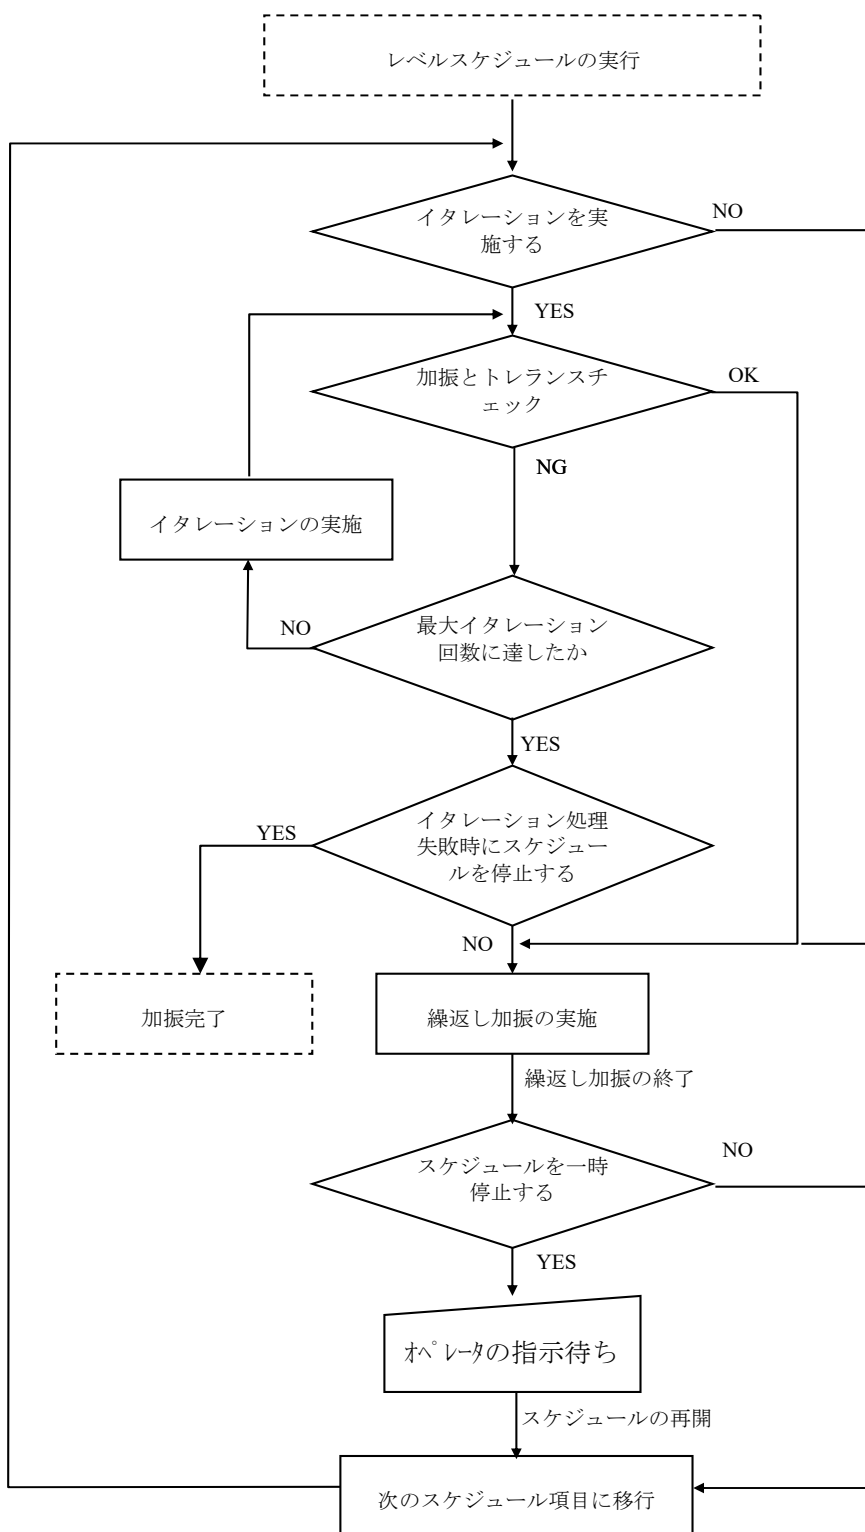 レベルスケジュールの実行
イタレーションを実
施する
NO
YES
加振とトレランスチ
ェック
OK
NG
イタレーションの実施
最大イタレーション
回数に達したか
NO
YES
イタレーション処理
失敗時にスケジュー
ルを停止する
YES
NO
加振完了
繰返し加振の実施
繰返し加振の終了
スケジュールを一時
停止する
NO
YES
ｵﾍﾟﾚｰﾀの指示待ち
スケジュールの再開
次のスケジュール項目に移行